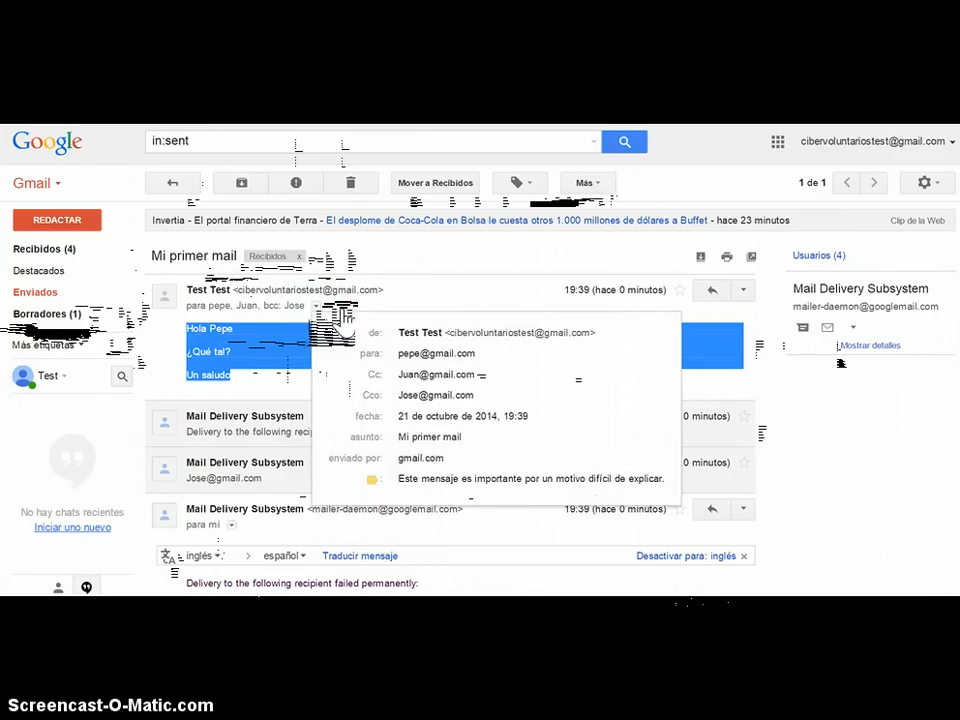 Google
in:sent
cibervoluntariostest@gmail.com
Gmail
Mover a Recibidos
Más
1 de 1
REDACTAR
Invertia - El portal financiero de Terra - El desplome de Coca-Cola en Bolsa le cuesta otros 1.000 millones de dólares a Buffet - hace 23 minutos
Clip de la Web
Recibidos (4)
Destacados
Enviados
Borradores (1)
Más etiquetas
Test
No hay chats recientes
Iniciar uno nuevo
Mi primer mail
Recibidos x
Test Test <cibervoluntariostest@gmail.com>
19:39 (hace 0 minutos)
para pepe, Juan, bcc: Jose
Hola Pepe
¿Qué tal?
Un saludo
de: Test Test <cibervoluntariostest@gmail.com>
para: pepe@gmail.com
Cc: Juan@gmail.com
Cco: Jose@gmail.com
fecha: 21 de octubre de 2014, 19:39
asunto: Mi primer mail
enviado por: gmail.com
: Este mensaje es importante por un motivo difícil de explicar.
Mail Delivery Subsystem
0 minutos)
Delivery to the following reci
Mail Delivery Subsystem
0 minutos)
Jose@gmail.com
Mail Delivery Subsystem <mailer-daemon@googlemail.com>
19:39 (hace 0 minutos)
para mí
inglés > español
Traducir mensaje
Desactivar para: inglés x
Delivery to the following recipient failed permanently:
Usuarios (4)
Mail Delivery Subsystem
mailer-daemon@googlemail.com
Mostrar detalles
Screencast-O-Matic.com